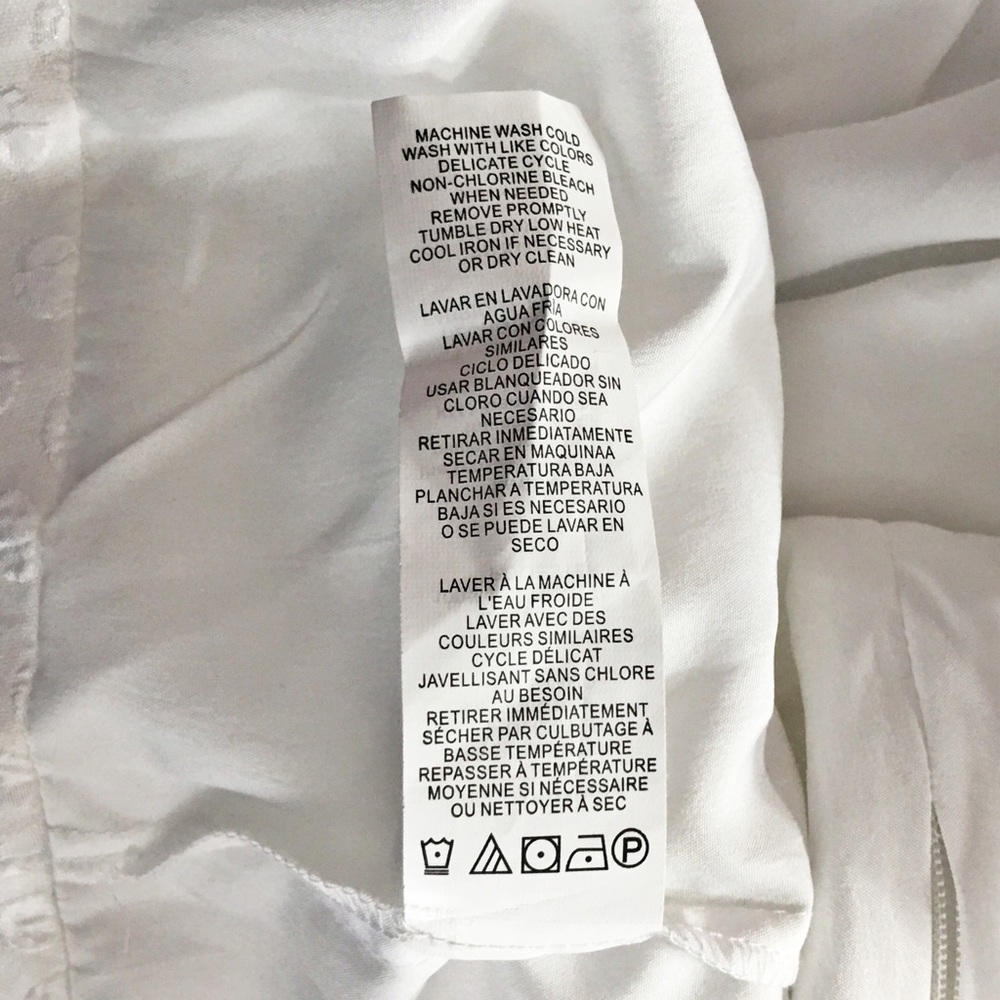 MACHINE WASH COLD
WASH WITH LIKE COLORS
DELICATE CYCLE
NON-CHLORINE BLEACH
WHEN NEEDED
REMOVE PROMPTLY
TUMBLE DRY LOW HEAT
COOL IRON IF NECESSARY
OR DRY CLEAN
LAVAR EN LAVADORA CON
AGUA FRÍA
LAVAR CON COLORES
SIMILARES
CICLO DELICADO
USAR BLANQUEADOR SIN
CLORO CUANDO SEA
NECESARIO
RETIRAR INMEDIATAMENTE
SECAR EN MAQUINAA
TEMPERATURA BAJA
PLANCHAR A TEMPERATURA
BAJA SI ES NECESARIO
O SE PUEDE LAVAR EN
SECO
LAVER À LA MACHINE À
L'EAU FROIDE
LAVER AVEC DES
COULEURS SIMILAIRES
CYCLE DÉLICAT
JAVELLISANT SANS CHLORE
AU BESOIN
RETIRER IMMÉDIATEMENT
SÉCHER PAR CULBUTAGE À
BASSE TEMPÉRATURE
REPASSER À TEMPÉRATURE
MOYENNE SI NÉCESSAIRE
OU NETTOYER À SEC
P